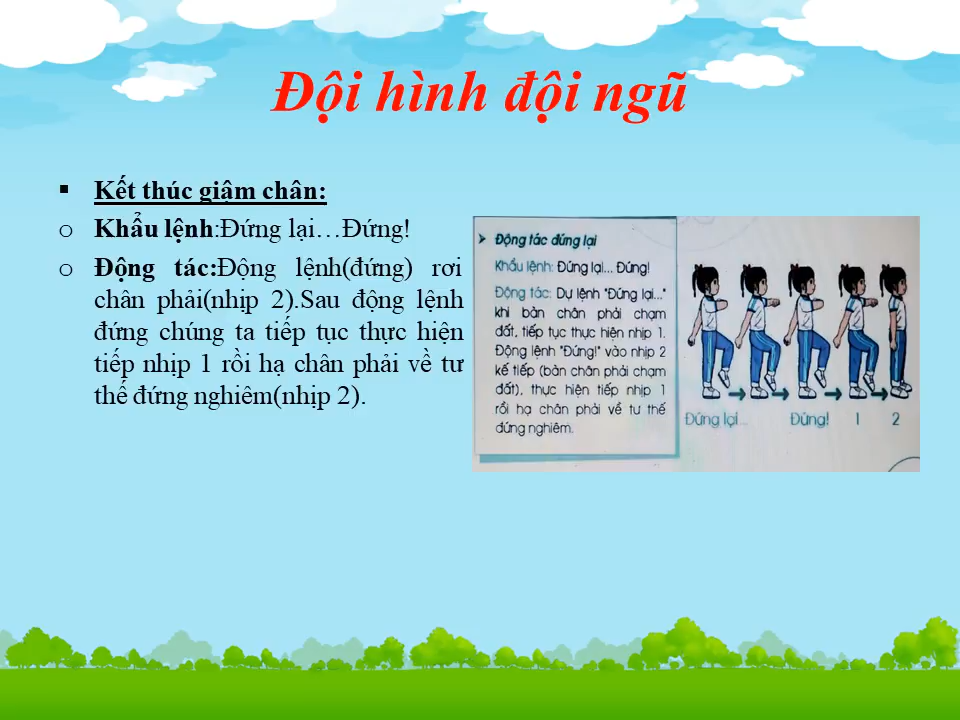 Đội hình đội ngũ
Kết thúc giậm chân:
Khẩu lệnh:Đứng lại…Đứng!
Động tác:Động lệnh(đứng) rơi
chân phải(nhịp 2).Sau động lệnh
đứng chúng ta tiếp tục thực hiện
tiếp nhịp 1 rồi hạ chân phải về tư
thế đứng nghiêm(nhịp 2).
Động tác đứng lại
Khẩu lệnh: Đứng lại... Đứng!
Động tác: Dự lệnh "Đứng lại..."
khi bàn chân phải chạm
đất, tiếp tục thực hiện nhịp 1.
Động lệnh "Đứng!" vào nhịp 2
kế tiếp (bàn chân phải chạm
đất), thực hiện tiếp nhịp 1
rồi hạ chân phải về tư thế
đứng nghiêm.
Đứng lại... Đứng! 1 2